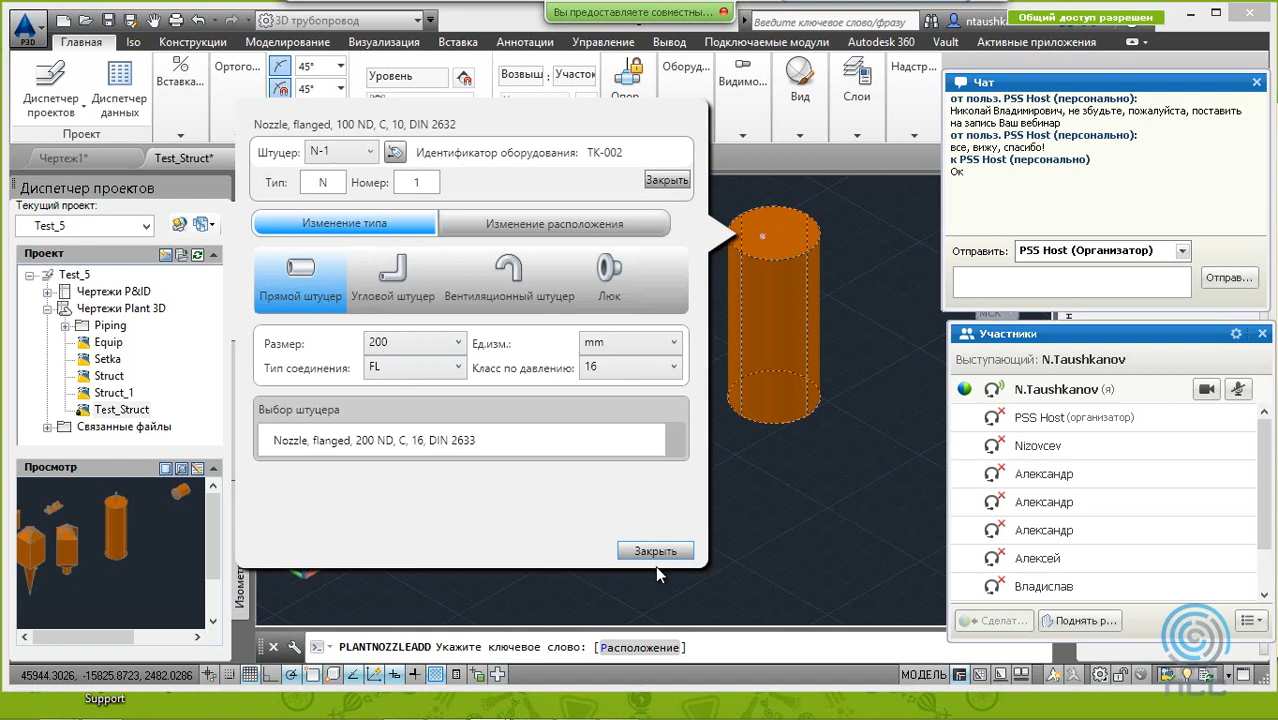 Вы предоставляете совместны...
P3D
3D трубопровод
Введите ключевое слово/фразу
ntaushka
Общий доступ разрешен
Главная
Iso
Конструкции
Моделирование
Визуализация
Вставка
Аннотации
Управление
Вывод
Подключаемые модули
Autodesk 360
Vault
Активные приложения
Диспетчер
проектов
Диспетчер
данных
Проект
Вставка...
Ортого...
45°
45°
Уровень
Возвыш
Участок
Опор
Оборуд...
Видимо...
Вид
Слои
Надстр...
Чертеж1*
Test_Struct*
Диспетчер проектов
Текущий проект:
Test_5
Проект
Test_5
Чертежи P&ID
Чертежи Plant 3D
Piping
Equip
Setka
Struct
Struct_1
Test_Struct
Связанные файлы
Просмотр
Изомет
Nozzle, flanged, 100 ND, C, 10, DIN 2632
Штуцер:
N-1
Идентификатор оборудования:
ТК-002
Тип:
N
Номер:
1
Закрыть
Изменение типа
Изменение расположения
Прямой штуцер
Угловой штуцер
Вентиляционный штуцер
Люк
Размер:
200
Ед.изм.:
mm
Тип соединения:
FL
Класс по давлению:
16
Выбор штуцера
Nozzle, flanged, 200 ND, C, 16, DIN 2633
Закрыть
Чат
от польз. PSS Host (персонально):
Николай Владимирович, не збудьте, пожалуйста, поставить
на запись Ваш вебинар
от польз. PSS Host (персонально):
все, вижу, спасибо!
к PSS Host (персонально)
Ок
Отправить:
PSS Host (Организатор)
Отправ...
МСК
Участники
Выступающий: N.Taushkanov
N.Taushkanov (я)
PSS Host (организатор)
Nizovcev
Александр
Александр
Александр
Алексей
Владислав
Сделат...
Поднять р...
PLANTNOZZLEADD Укажите ключевое слово: [Расположение]
45944.3026, -15825.8723, 2482.0286
МОДЕЛЬ
Support